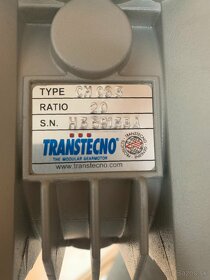 TYPE
RATIO 20
S.N.
TRANSTECNO
THE MODULAR GEARMOTOR
www.transtecno.com